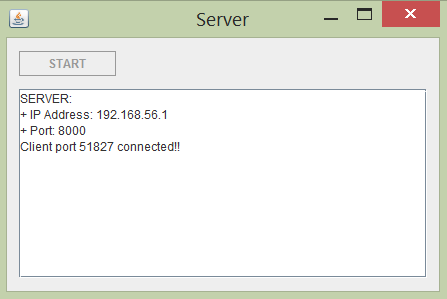 Server
START
SERVER:
+ IP Address: 192.168.56.1
+ Port: 8000
Client port 51827 connected!!